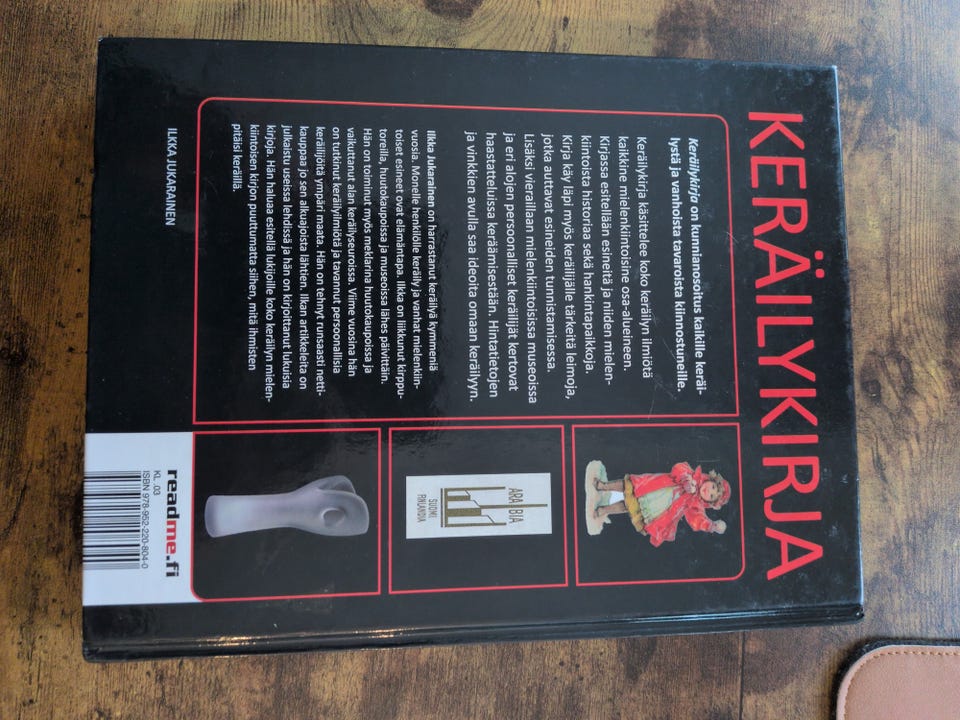 KERÄILYKIRJA
Keräilykirja on kunnianosoitus kaikille keräi-
lystä ja vanhoista tavaroista kiinnostuneille.
Keräilykirja käsittelee koko keräilyn ilmiötä
kaikkine mielenkiintoisine osa-alueineen.
Kirjassa esitellään esineitä ja niiden mielen-
kiintoista historiaa sekä hankintapaikkoja.
Kirja käy läpi myös keräilijälle tärkeitä leimoja,
jotka auttavat esineiden tunnistamisessa.
Lisäksi vieraillaan mielenkiintoisissa museoissa
ja eri alojen persoonalliset keräilijät kertovat
haastatteluissa keräämisestään. Hintatietojen
ja vinkkien avulla saa ideoita omaan keräilyyn.
Ilkka Jukarainen on harrastanut keräilyä kymmeniä
vuosia. Monelle henkilölle keräily ja vanhat mielenkiin-
toiset esineet ovat elämäntapa. Ilkka on liikkunut kirppu-
toreilla, huutokaupoissa ja museoissa lähes päivittäin.
Hän on toiminut myös meklarina huutokaupoissa ja
vaikuttanut alan keräilyseuroissa. Viime vuosina hän
on tutkinut keräilyilmiötä ja tavannut persoonallisia
keräilijöitä ympäri maata. Hän on tehnyt runsaasti netti-
kauppaa jo sen alkuajoista lähtien. Ilkan artikkeleita on
julkaistu useissa lehdissä ja hän on kirjoittanut lukuisia
kirjoja. Hän haluaa esitellä lukijoille koko keräilyn mielen-
kiintoisen kirjon puuttumatta siihen, mitä ihmisten
pitäisi keräillä.
ILKKA JUKARAINEN
ARABIA
SUOMI
FINLANDIA
readme.fi
KL .03
ISBN 978-952-220-804-0